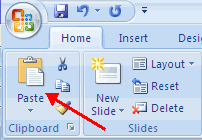 Home Insert D
Layout
Paste New Slide Reset
Delete
Clipboard Slides